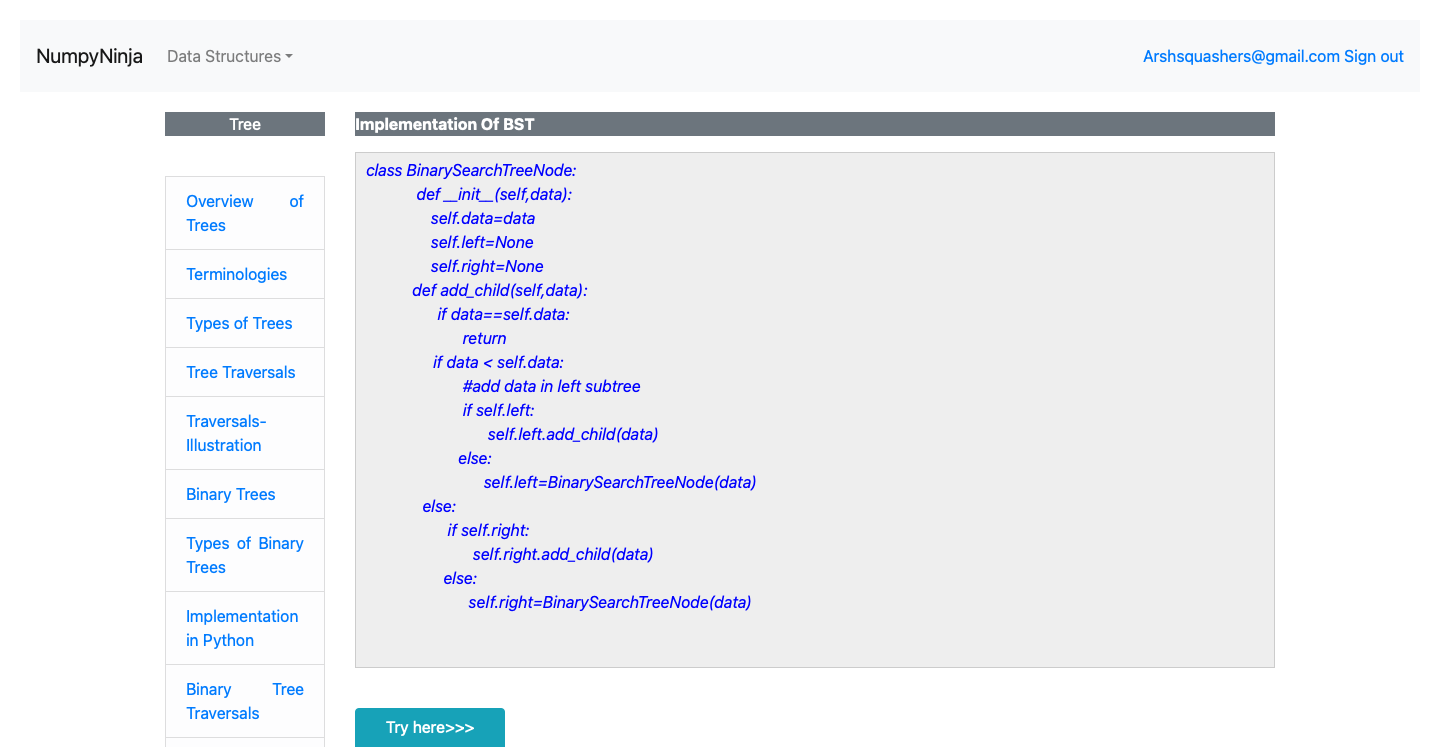 NumpyNinja Data Structures Arshsquashers@gmail.com Sign out
Tree
Overview of
Trees
Terminologies
Types of Trees
Tree Traversals
Traversals-
Illustration
Binary Trees
Types of Binary
Trees
Implementation
in Python
Binary Tree
Traversals
Implementation Of BST
class BinarySearchTreeNode:
def __init__(self,data):
self.data=data
self.left=None
self.right=None
def add_child(self,data):
if data==self.data:
return
if data < self.data:
#add data in left subtree
if self.left:
self.left.add_child(data)
else:
self.left=BinarySearchTreeNode(data)
else:
if self.right:
self.right.add_child(data)
else:
self.right=BinarySearchTreeNode(data)
Try here>>>